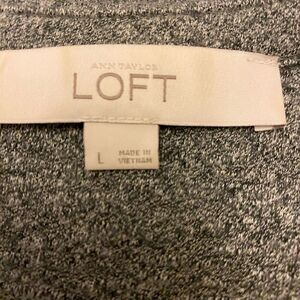 ANN TAYLOR
LOFT
L
MADE IN
VIETNAM